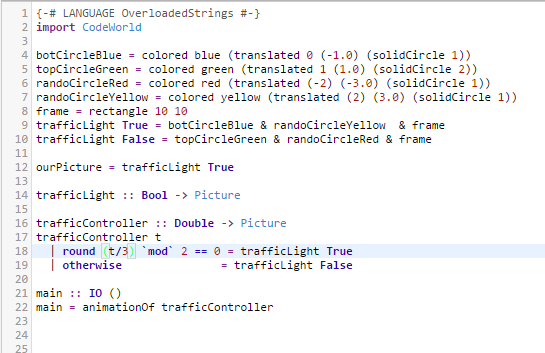 1 {-# LANGUAGE OverloadedStrings #-}
2 import CodeWorld
3
4 botCircleBlue = colored blue (translated 0 (-1.0) (solidCircle 1))
5 topCircleGreen = colored green (translated 1 (1.0) (solidCircle 2))
6 randoCircleRed = colored red (translated (-2) (-3.0) (solidCircle 1))
7 randoCircleYellow = colored yellow (translated (2) (3.0) (solidCircle 1))
8 frame = rectangle 10 10
9 trafficLight True = botCircleBlue & randoCircleYellow  & frame
10 trafficLight False = topCircleGreen & randoCircleRed & frame
11
12 ourPicture = trafficLight True
13
14 trafficLight :: Bool -> Picture
15
16 trafficController :: Double -> Picture
17 trafficController t
18   | round (t/3) `mod` 2 == 0 = trafficLight True
19   | otherwise              = trafficLight False
20
21 main :: IO ()
22 main = animationOf trafficController
23
24
25